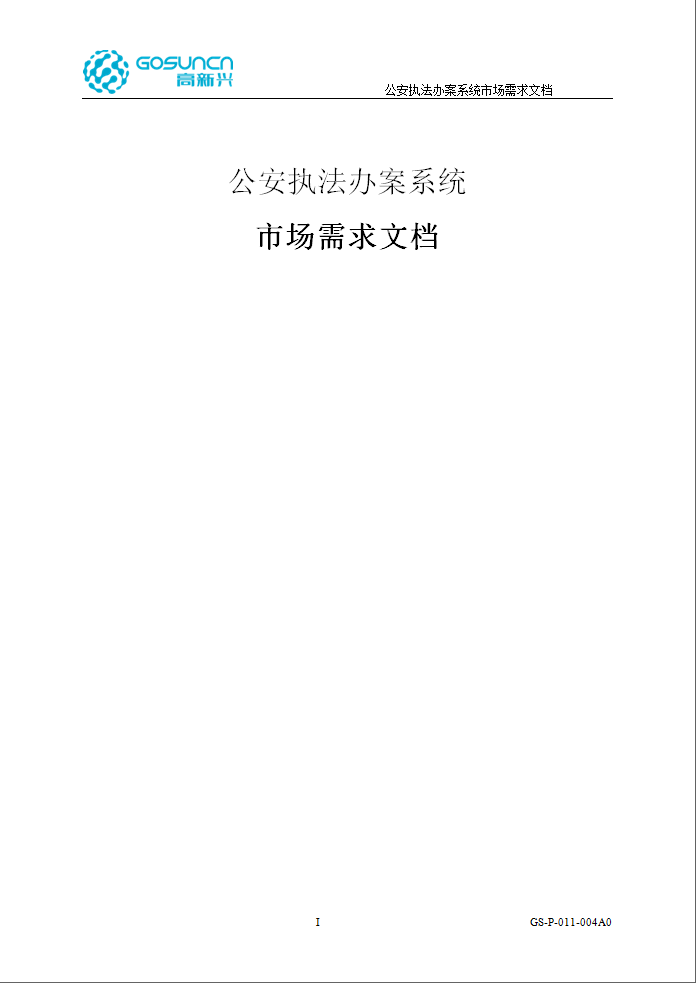 GOSUNCN
高新兴
公安执法办案系统市场需求文档
公安执法办案系统
市场需求文档
I
GS-P-011-004A0